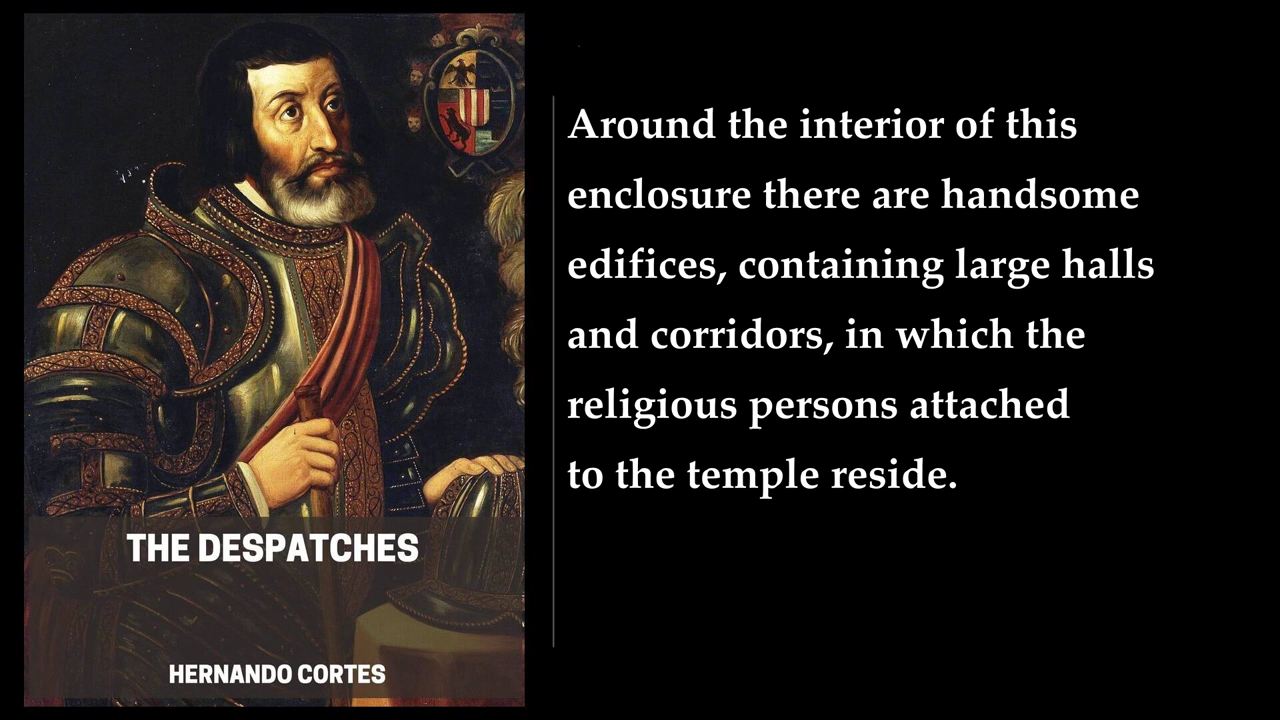 THE DESPATCHES
HERNANDO CORTES
Around the interior of this
enclosure there are handsome
edifices, containing large halls
and corridors, in which the
religious persons attached
to the temple reside.